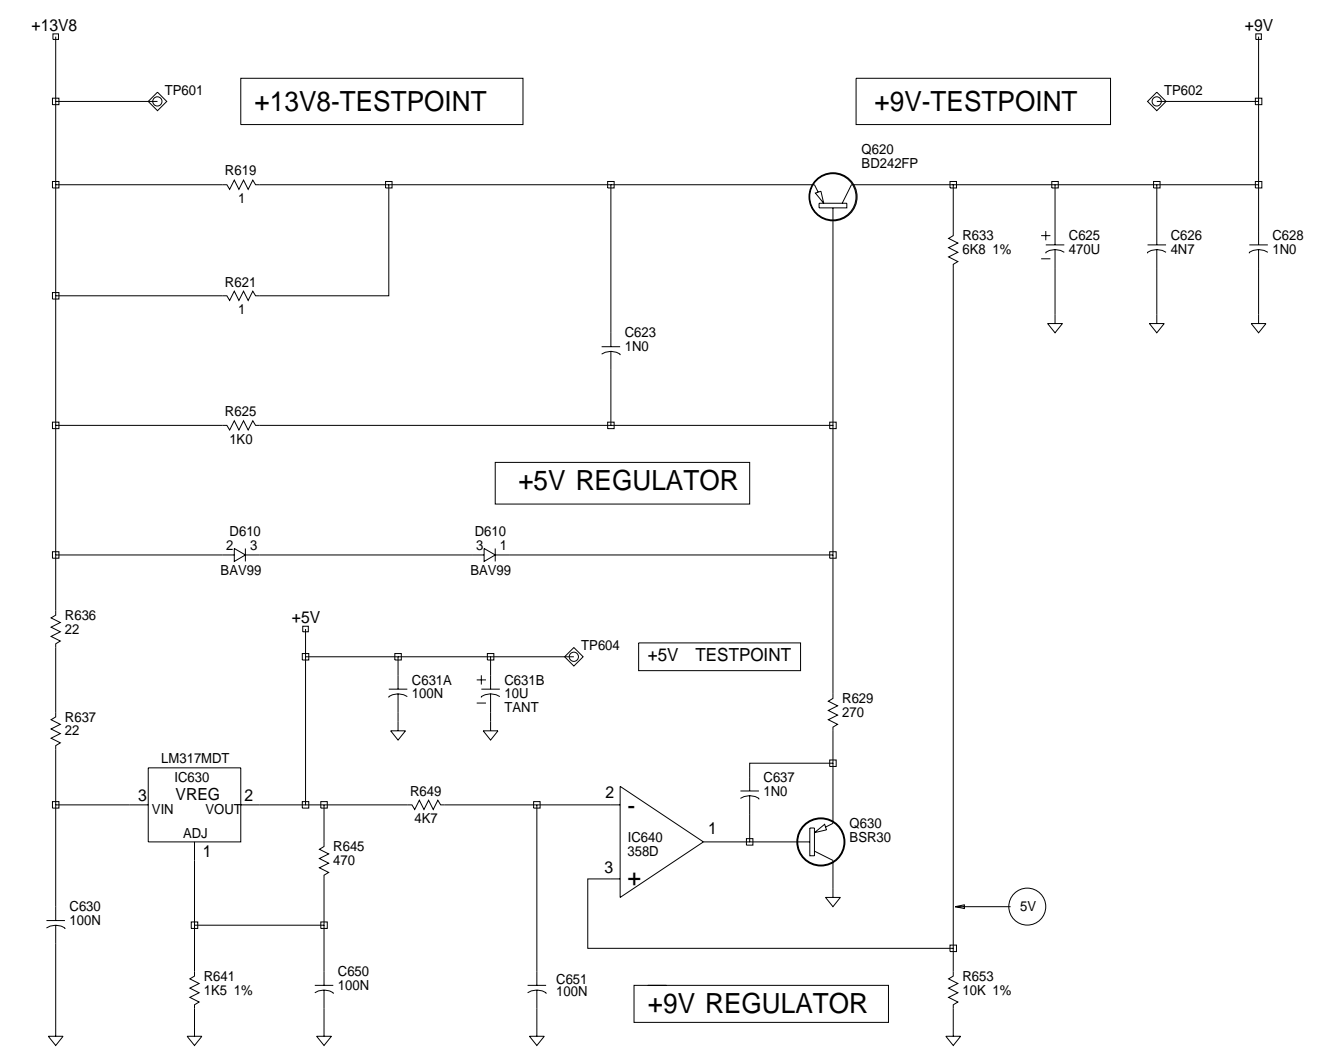 +13V8
+9V
TP601
+13V8-TESTPOINT
+9V-TESTPOINT
TP602
Q620
BD242FP
R619
1
R633
6K8 1%
+
-
C625
470U
C626
4N7
C628
1N0
R621
1
C623
1N0
R625
1K0
+5V REGULATOR
D610
2 3
BAV99
D610
3 1
BAV99
R636
22
+5V
TP604
+5V TESTPOINT
C631A
100N
+
-
C631B
10U
TANT
R629
270
R637
22
LM317MDT
IC630
VREG
3
VIN
VOUT
2
ADJ
1
R649
4K7
2
-
IC640
358D
1
3
+
C637
1N0
Q630
BSR30
R645
470
5V
C630
100N
R641
1K5 1%
C650
100N
C651
100N
R653
10K 1%
+9V REGULATOR